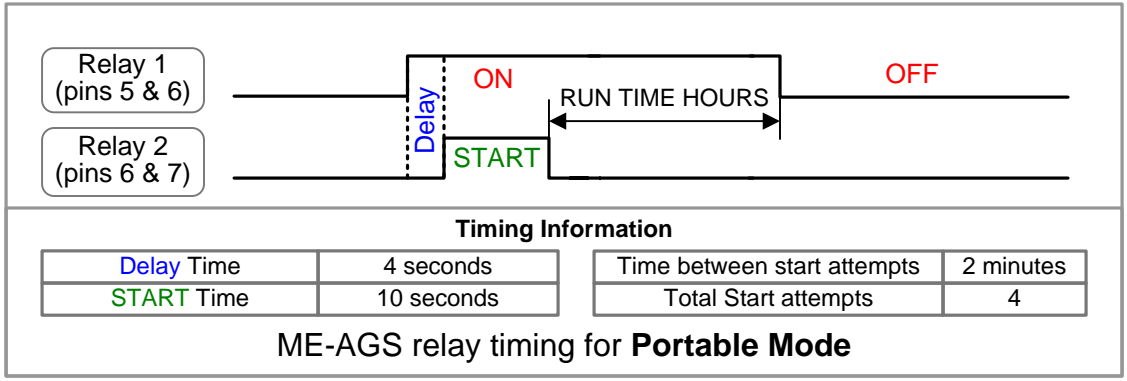 Relay 1
(pins 5 & 6)
ON
OFF
RUN TIME HOURS
Delay
Relay 2
(pins 6 & 7)
START
Timing Information
Delay Time 4 seconds Time between start attempts 2 minutes
START Time 10 seconds Total Start attempts 4
ME-AGS relay timing for Portable Mode